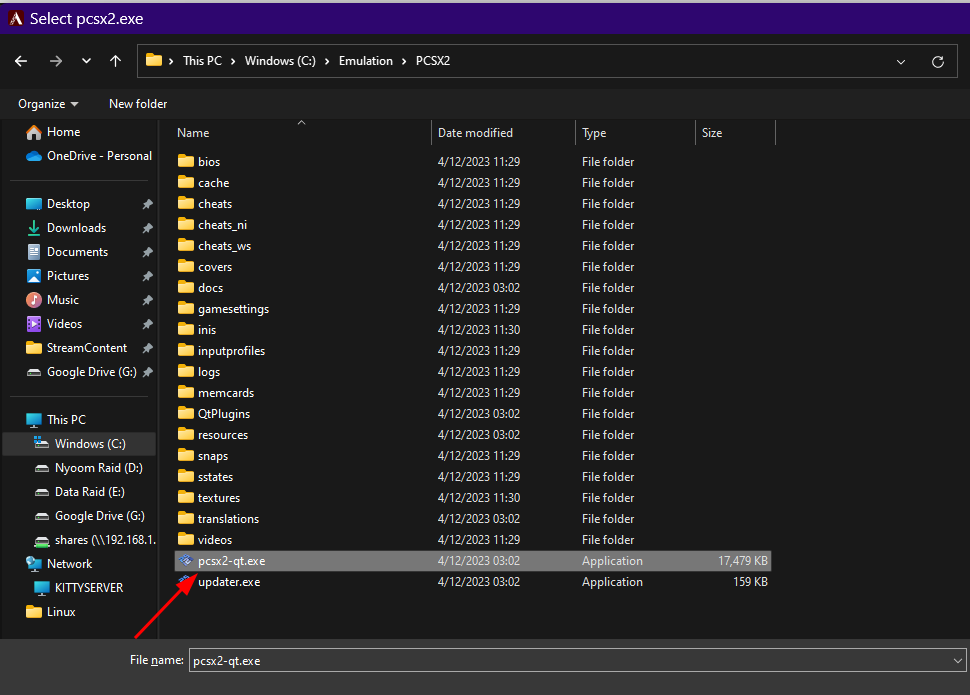 Select pcsx2.exe
This PC > Windows (C:) > Emulation > PCSX2
Organize New folder
Home
OneDrive - Personal
Desktop
Downloads
Documents
Pictures
Music
Videos
StreamContent
Google Drive (G:)
This PC
Windows (C:)
Nyoom Raid (D:)
Data Raid (E:)
Google Drive (G:)
shares (\\192.168.1.
Network
KITTYSERVER
Linux
Name Date modified Type Size
bios 4/12/2023 11:29 File folder
cache 4/12/2023 11:29 File folder
cheats 4/12/2023 11:29 File folder
cheats_ni 4/12/2023 11:29 File folder
cheats_ws 4/12/2023 11:29 File folder
covers 4/12/2023 11:29 File folder
docs 4/12/2023 03:02 File folder
gamesettings 4/12/2023 11:29 File folder
inis 4/12/2023 11:30 File folder
inputprofiles 4/12/2023 11:29 File folder
logs 4/12/2023 11:29 File folder
memcards 4/12/2023 11:29 File folder
QtPlugins 4/12/2023 03:02 File folder
resources 4/12/2023 03:02 File folder
snaps 4/12/2023 11:29 File folder
sstates 4/12/2023 11:29 File folder
textures 4/12/2023 11:30 File folder
translations 4/12/2023 03:02 File folder
videos 4/12/2023 11:29 File folder
pcsx2-qt.exe 4/12/2023 03:02 Application 17,479 KB
updater.exe 4/12/2023 03:02 Application 159 KB
File name: pcsx2-qt.exe